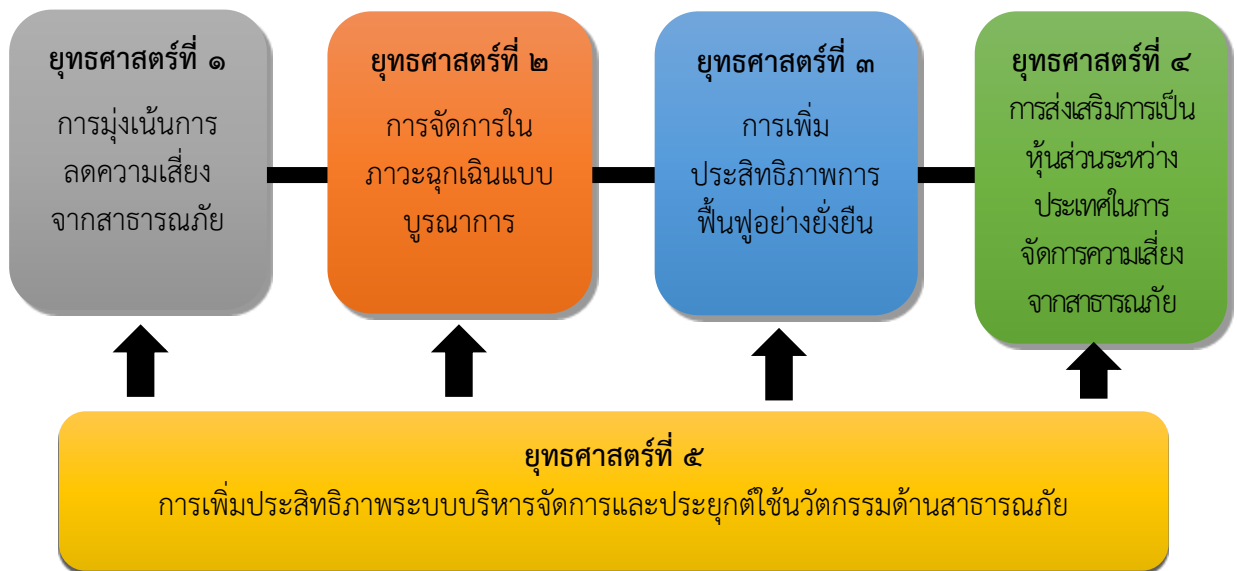 ยุทธศาสตร์ที่ ๑
การมุ่งเน้นการ
ลดความเสี่ยง
จากสาธารณภัย
ยุทธศาสตร์ที่ ๒
การจัดการใน
ภาวะฉุกเฉินแบบ
บูรณาการ
ยุทธศาสตร์ที่ ๓
การเพิ่ม
ประสิทธิภาพการ
ฟื้นฟูอย่างยั่งยืน
ยุทธศาสตร์ที่ ๔
การส่งเสริมการเป็น
หุ้นส่วนระหว่าง
ประเทศในการ
จัดการความเสี่ยง
จากสาธารณภัย
ยุทธศาสตร์ที่ ๕
การเพิ่มประสิทธิภาพระบบบริหารจัดการและประยุกต์ใช้นวัตกรรมด้านสาธารณภัย